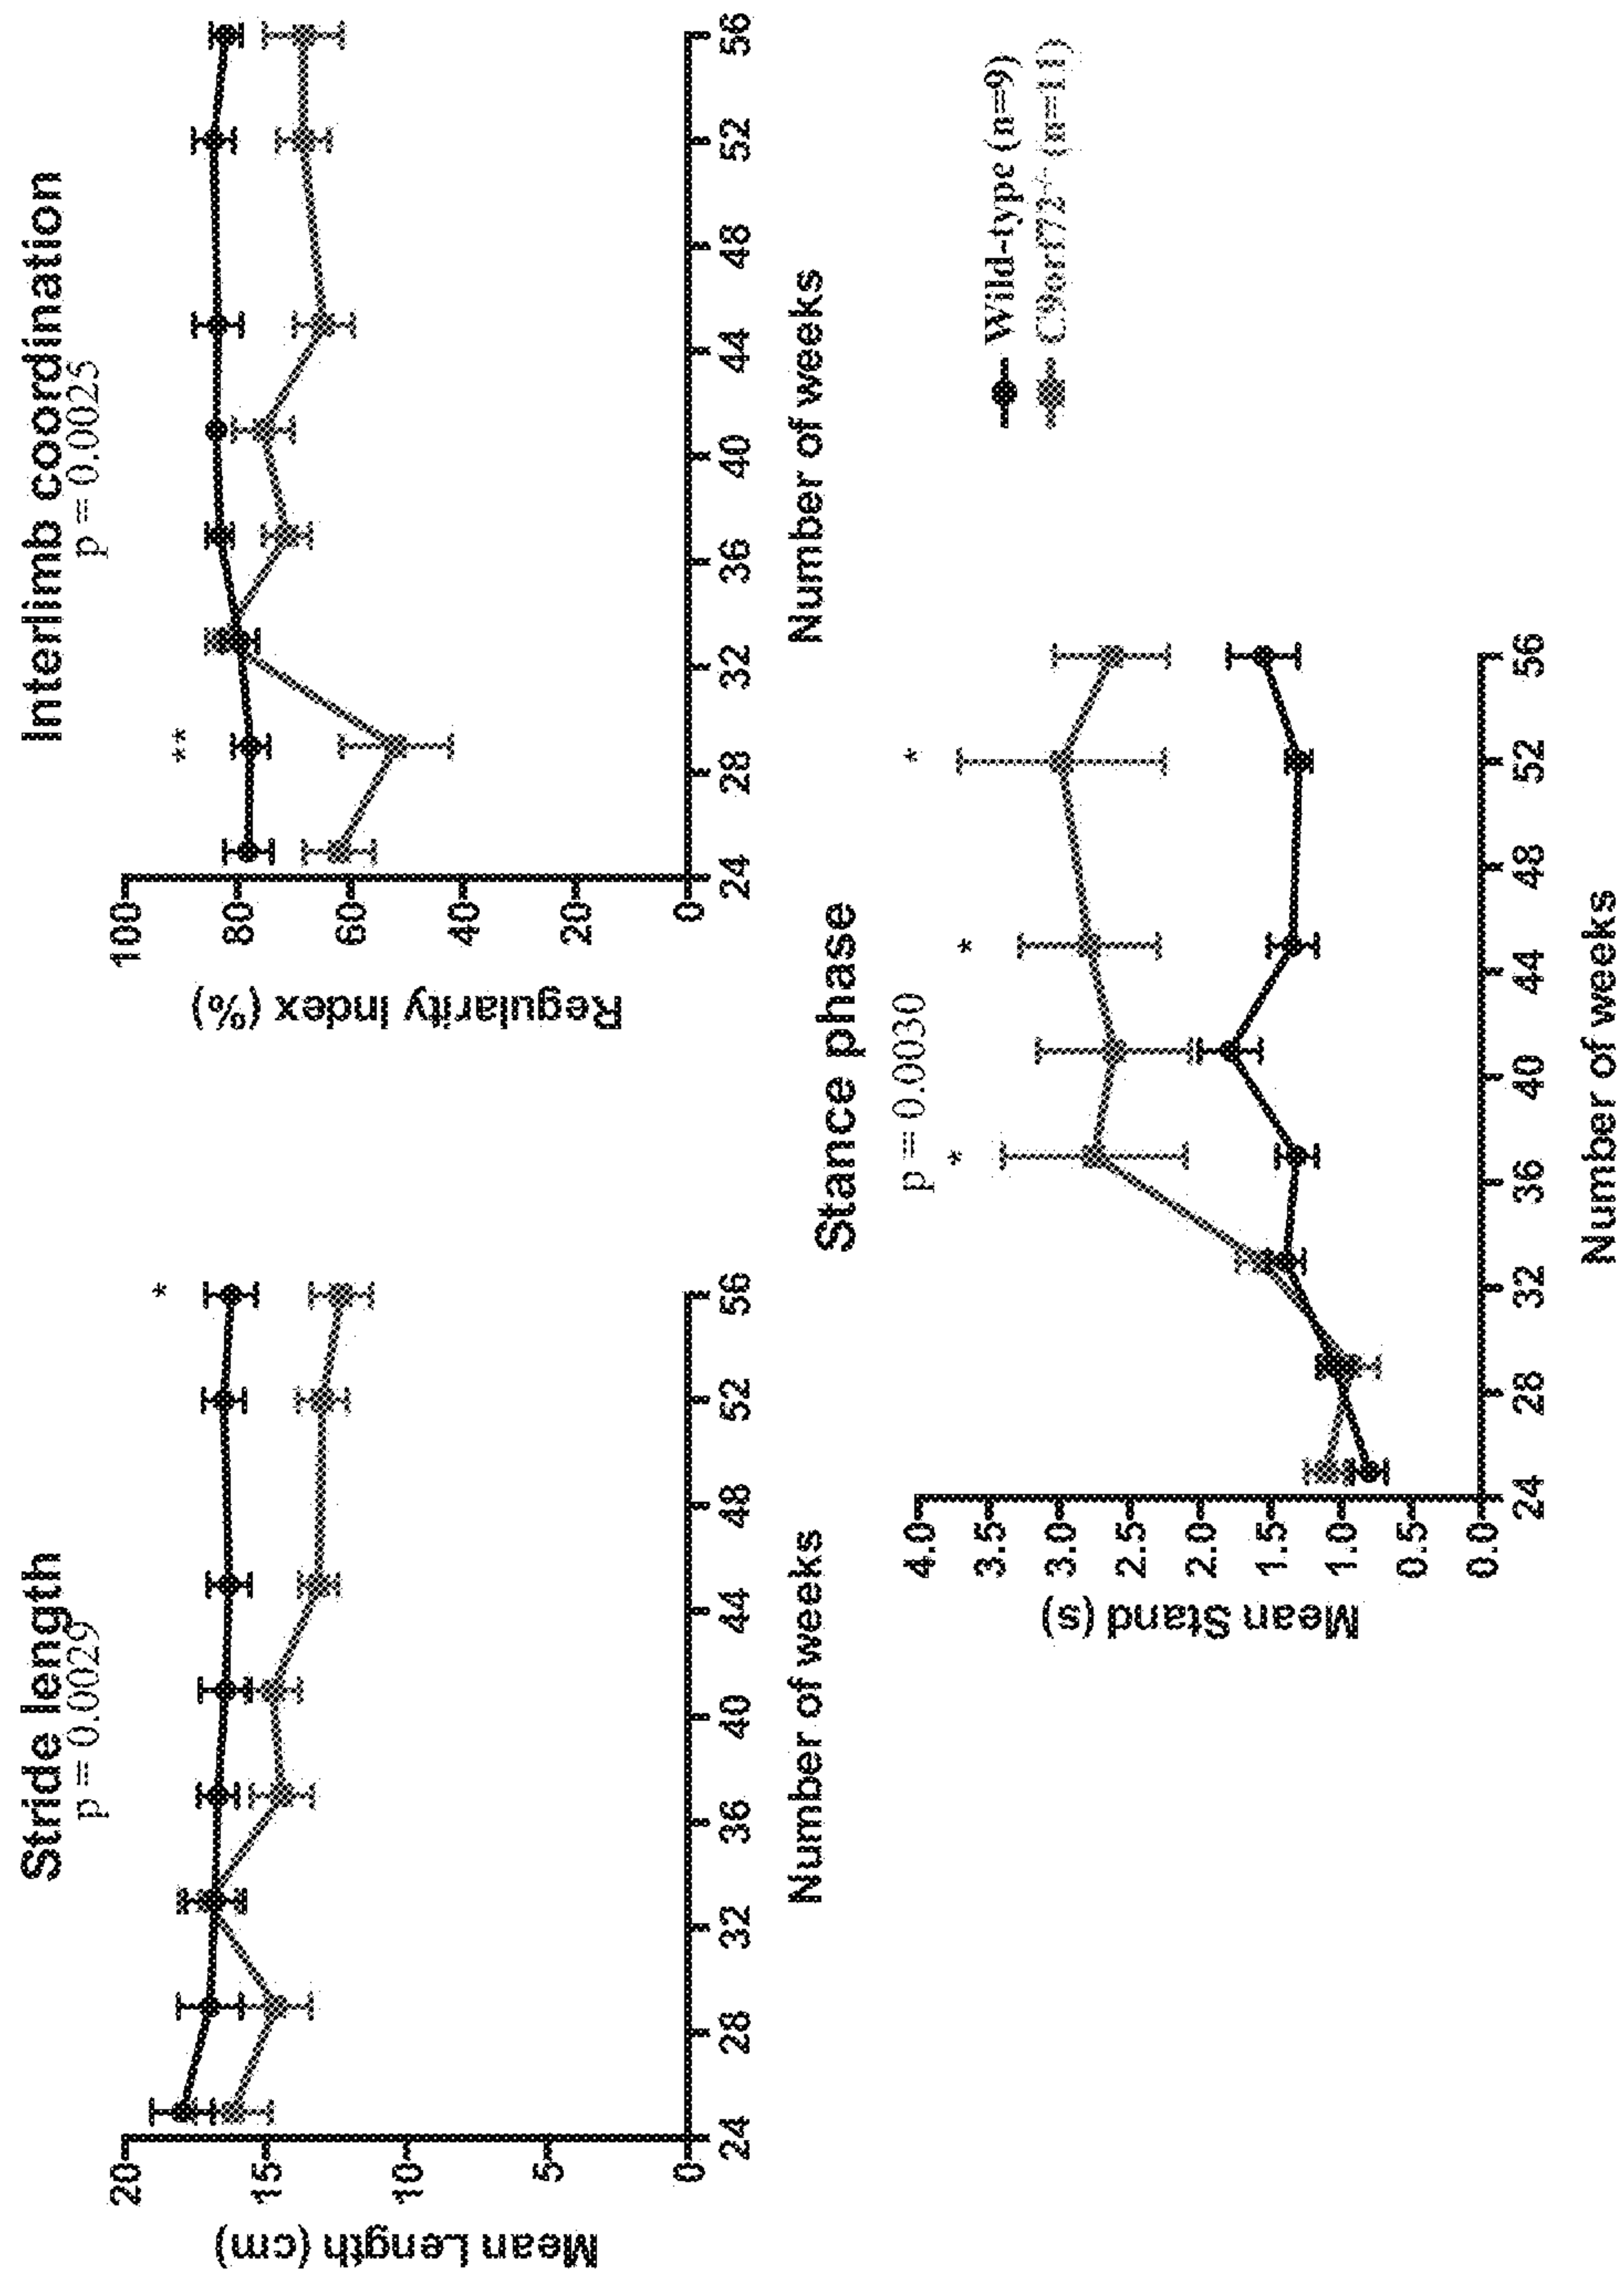 Stride length
p = 0.0029
*
Mean Length (cm)
20
15
10
5
0
24 28 32 36 40 44 48 52 56
Number of weeks
Interlimb coordination
p = 0.0025
**
Regularity Index (%)
100
80
60
40
20
0
24 28 32 36 40 44 48 52 56
Number of weeks
Stance phase
p = 0.0030
* * *
Mean Stand (s)
4.0
3.5
3.0
2.5
2.0
1.5
1.0
0.5
0.0
24 28 32 36 40 44 48 52 56
Number of weeks
Wild-type (n=9)
C9orf72-/- (n=11)